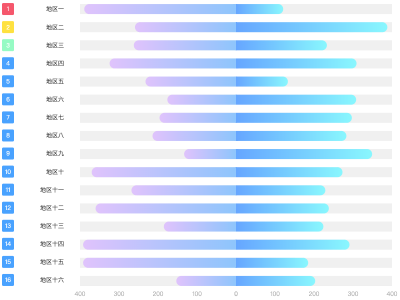 1 地区一
2 地区二
3 地区三
4 地区四
5 地区五
6 地区六
7 地区七
8 地区八
9 地区九
10 地区十
11 地区十一
12 地区十二
13 地区十三
14 地区十四
15 地区十五
16 地区十六
400 300 200 100 0 100 200 300 400